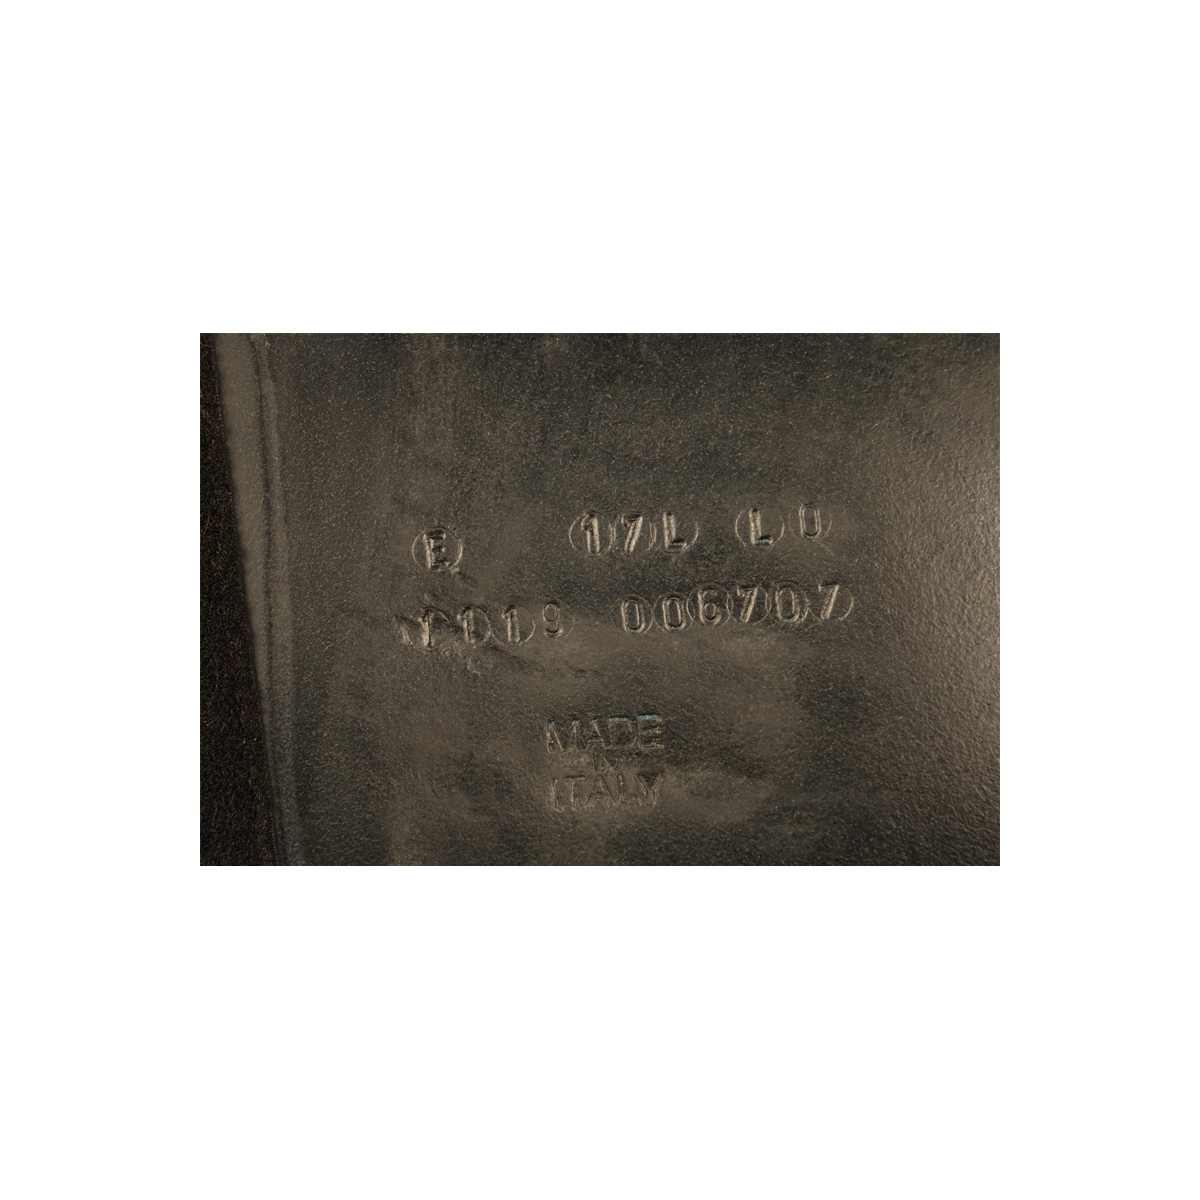 E 17L L0
1119 006707
MADE
IN
ITALY